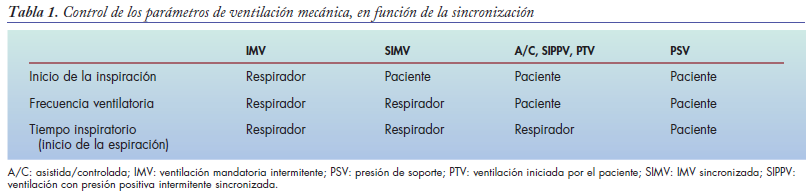 Tabla 1. Control de los parámetros de ventilación mecánica, en función de la sincronización
IMV SIMV A/C, SIPPV, PTV PSV
Inicio de la inspiración Respirador Paciente Paciente Paciente
Frecuencia ventilatoria Respirador Respirador Paciente Paciente
Tiempo inspiratorio Respirador Respirador Respirador Paciente
(inicio de la espiración)
A/C: asistida/controlada; IMV: ventilación mandatoria intermitente; PSV: presión de soporte; PTV: ventilación iniciada por el paciente; SIMV: IMV sincronizada; SIPPV:
ventilación con presión positiva intermitente sincronizada.